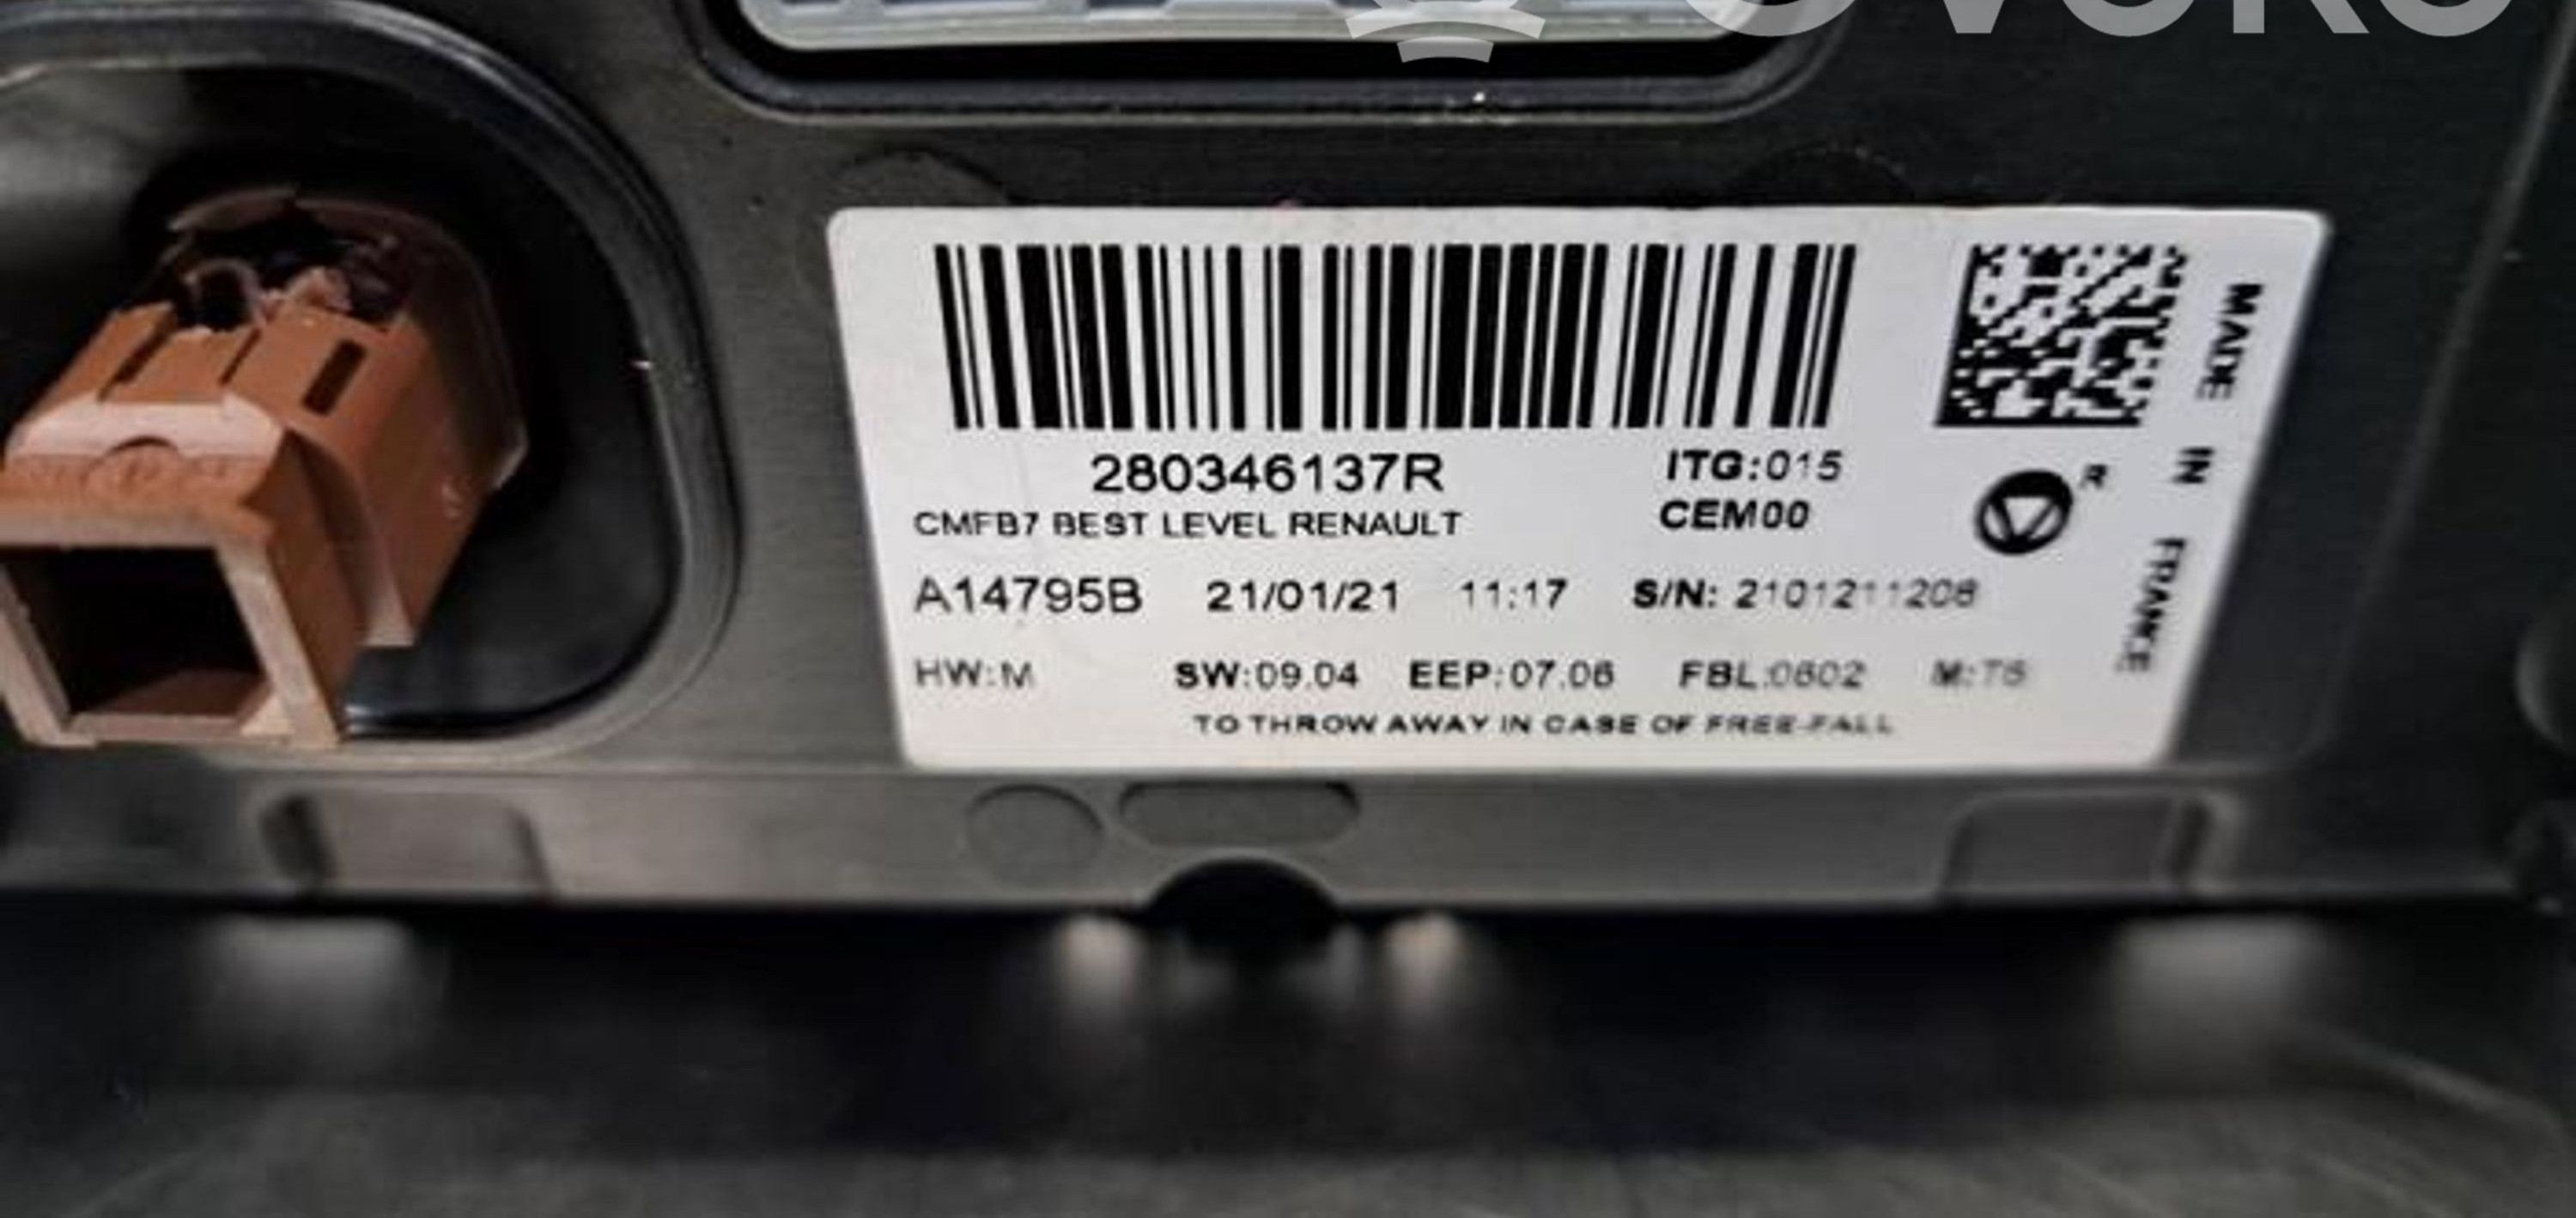 280346137R ITG:015
CMFB7 BEST LEVEL RENAULT CEM00
R
A14795B 21/01/21 11:17 S/N: 2101211208
HW:M SW:09.04 EEP:07.06 FBL:0602
TO THROW AWAY IN CASE OF FREE-FALL
MADE IN FRANCE